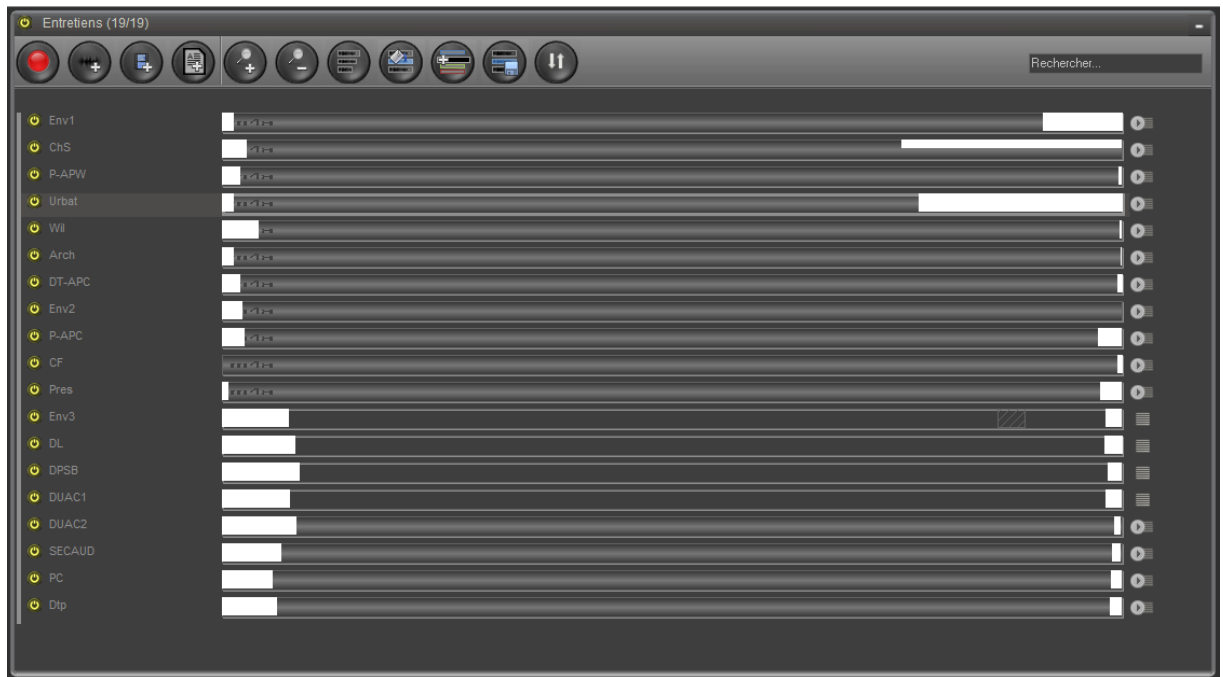 Entretiens (19/19)
Rechercher...
Env1
ChS
P-APW
Urbat
Wil
Arch
DT-APC
Env2
P-APC
CF
Pres
Env3
DL
DPSB
DUAC1
DUAC2
SECAUD
PC
Dtp